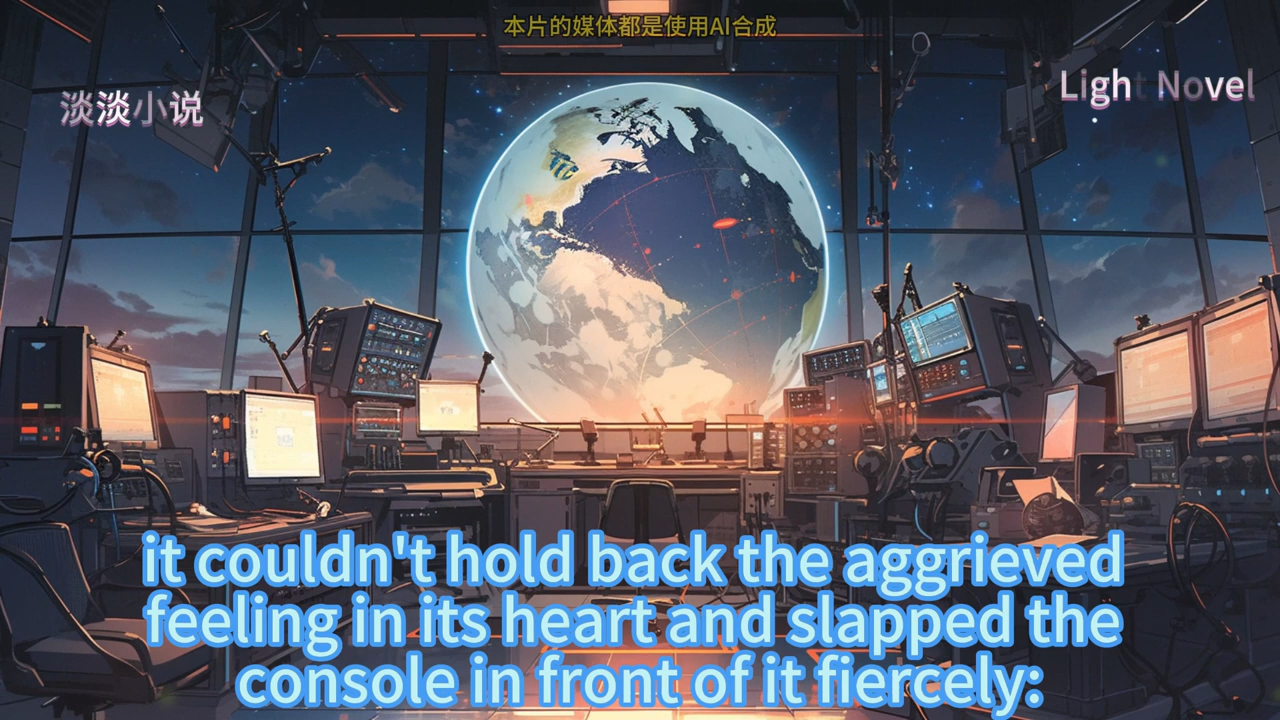 本片的媒体都是使用AI合成
淡淡小说
Light Novel
it couldn't hold back the aggrieved
feeling in its heart and slapped the
console in front of it fiercely: